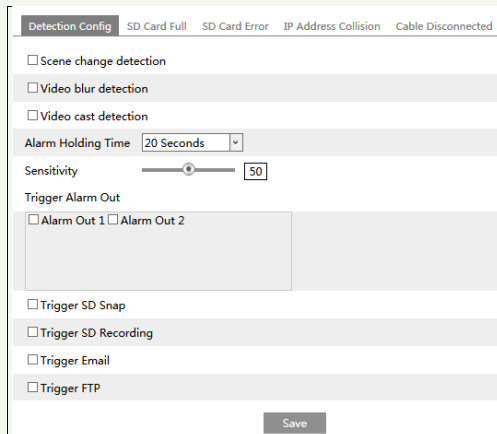 Detection Config SD Card Full SD Card Error IP Address Collision Cable Disconnected
Scene change detection
Video blur detection
Video cast detection
Alarm Holding Time 20 Seconds
Sensitivity 50
Trigger Alarm Out
Alarm Out 1 Alarm Out 2
Trigger SD Snap
Trigger SD Recording
Trigger Email
Trigger FTP
Save